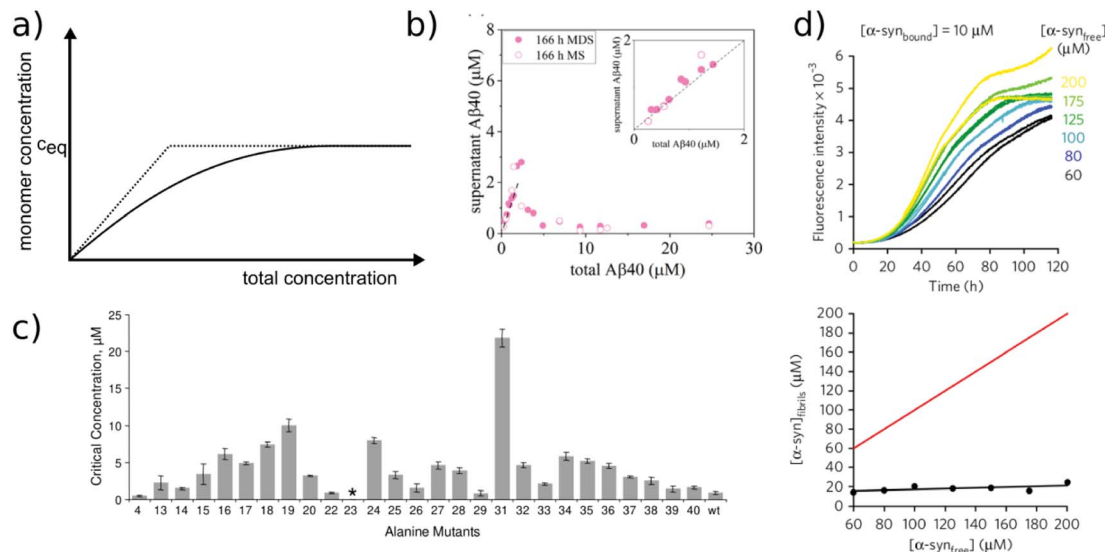 a)
monomer concentration
ceq
total concentration
b)
166 h MDS
166 h MS
supernatant Aβ40 (μM)
8
6
4
2
0
0
10
20
30
total Aβ40 (μM)
supernatant Aβ40 (μM)
2
0
0
2
total Aβ40 (μM)
c)
Critical Concentration, μM
25
20
15
10
5
0
*
4 13 14 15 16 17 18 19 20 22 23 24 25 26 27 28 29 31 32 33 34 35 36 37 38 39 40 wt
Alanine Mutants
d)
[α-synbound] = 10 μM
[α-synfree]
(μM)
200
175
125
100
80
60
Fluorescence intensity × 10⁻³
6
5
4
3
2
1
0
0 20 40 60 80 100 120
Time (h)
[α-syn]fibrils (μM)
200
180
160
140
120
100
80
60
40
20
0
60 80 100 120 140 160 180 200
[α-synfree] (μM)